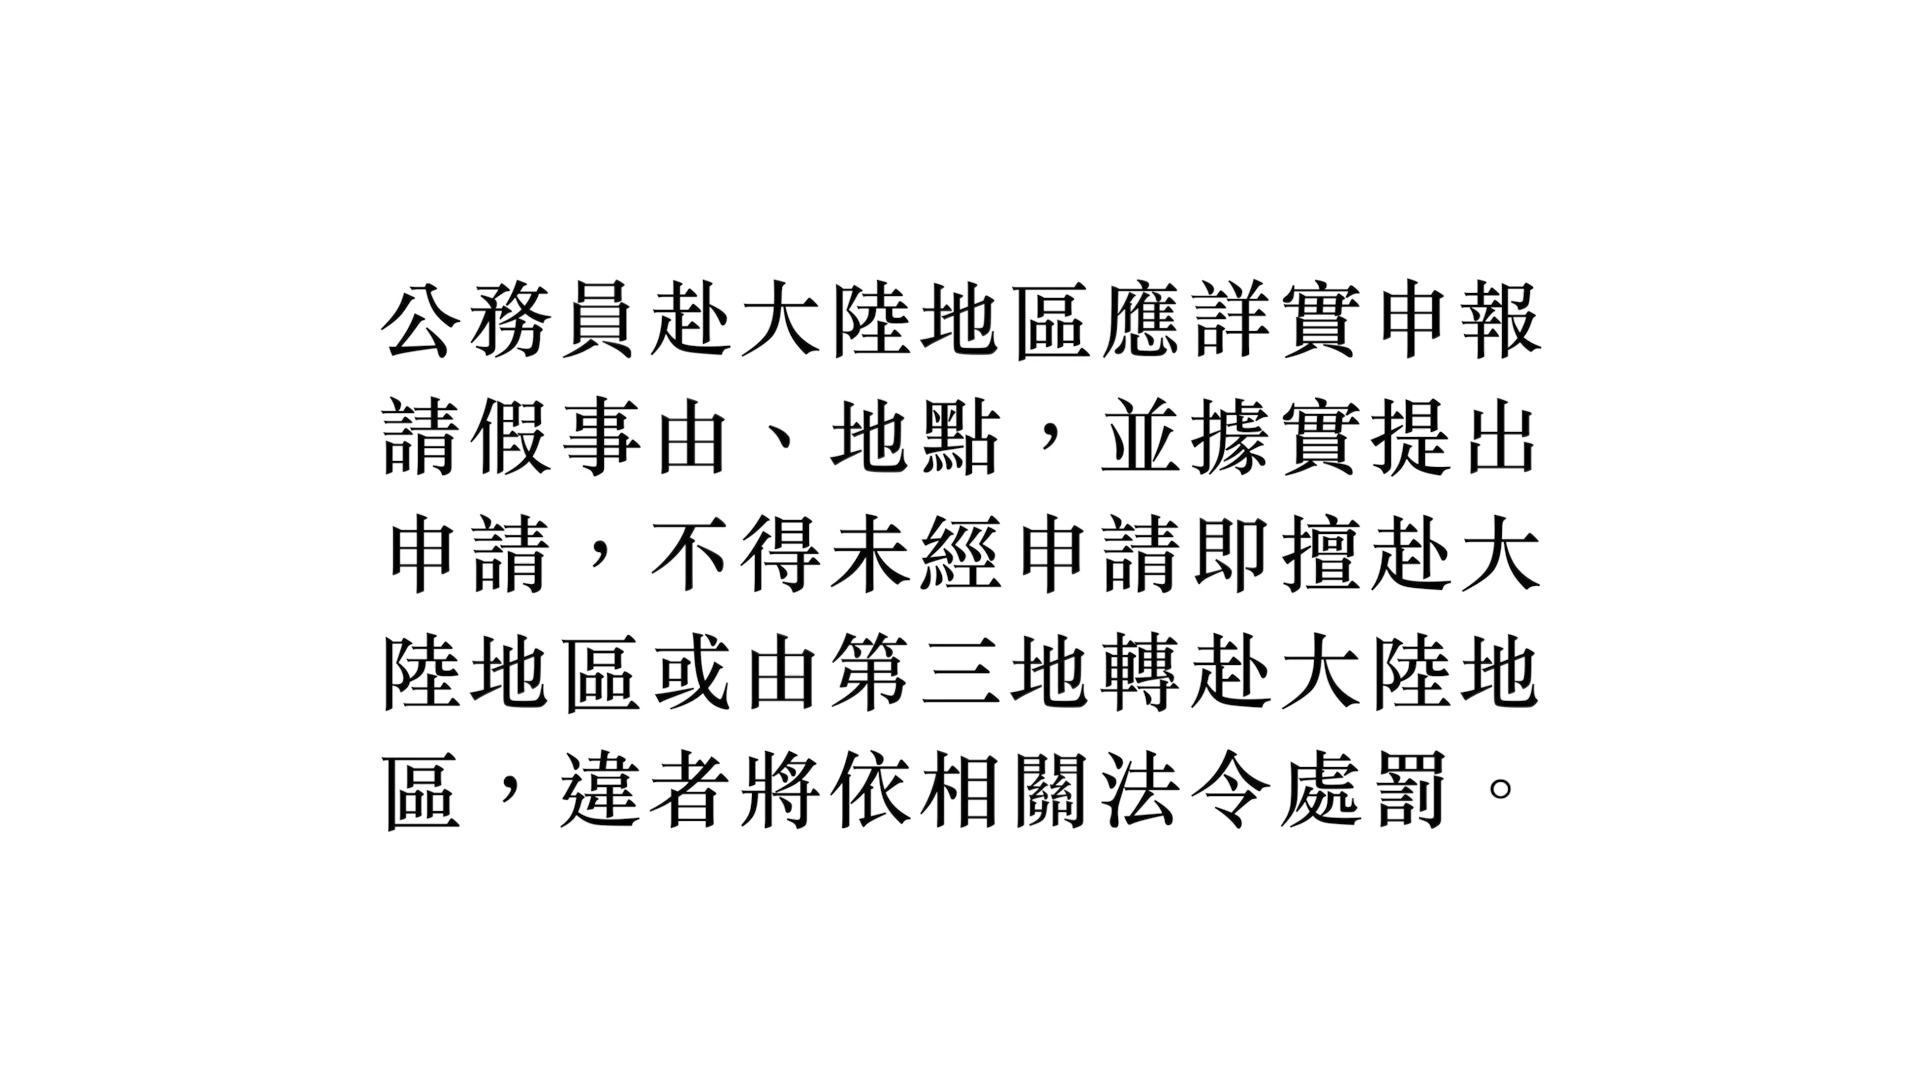 公務員赴大陸地區應詳實申報
請假事由、地點，並據實提出
申請，不得未經申請即擅赴大
陸地區或由第三地轉赴大陸地
區，違者將依相關法令處罰。